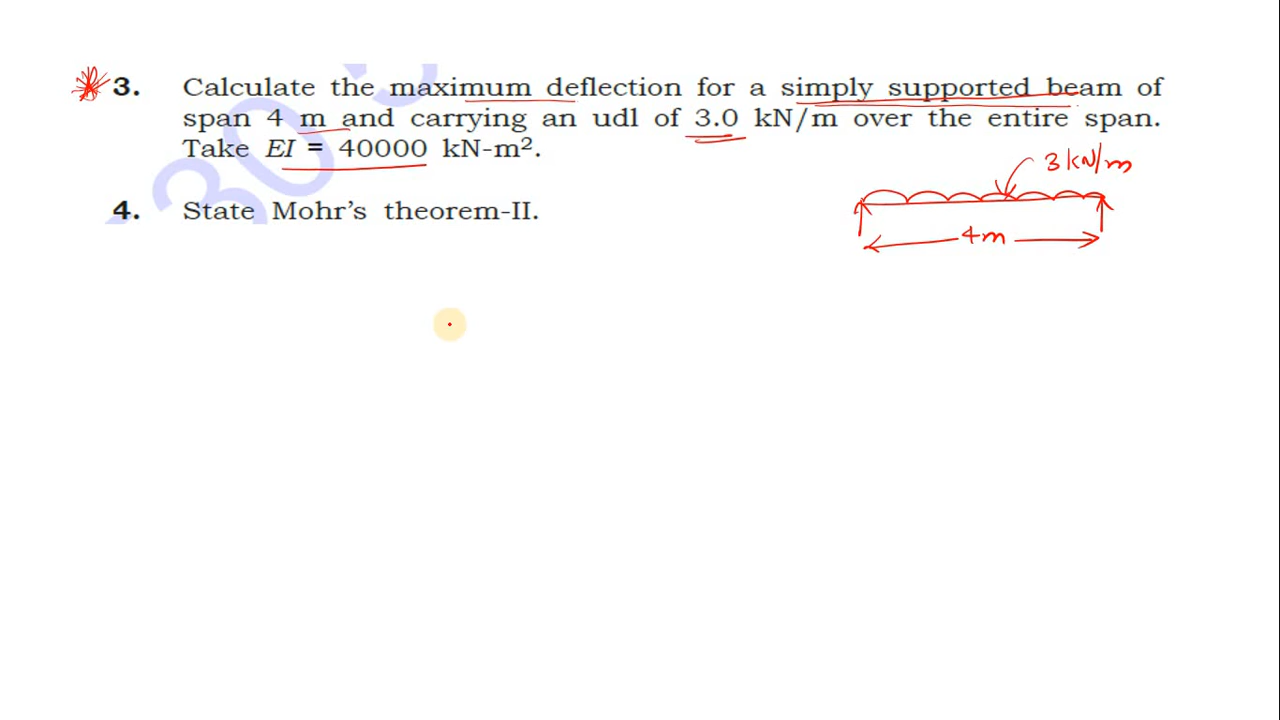 3. Calculate the maximum deflection for a simply supported beam of
span 4 m and carrying an udl of 3.0 kN/m over the entire span.
Take EI = 40000 kN-m².
3 kN/m
4. State Mohr's theorem-II.
4m